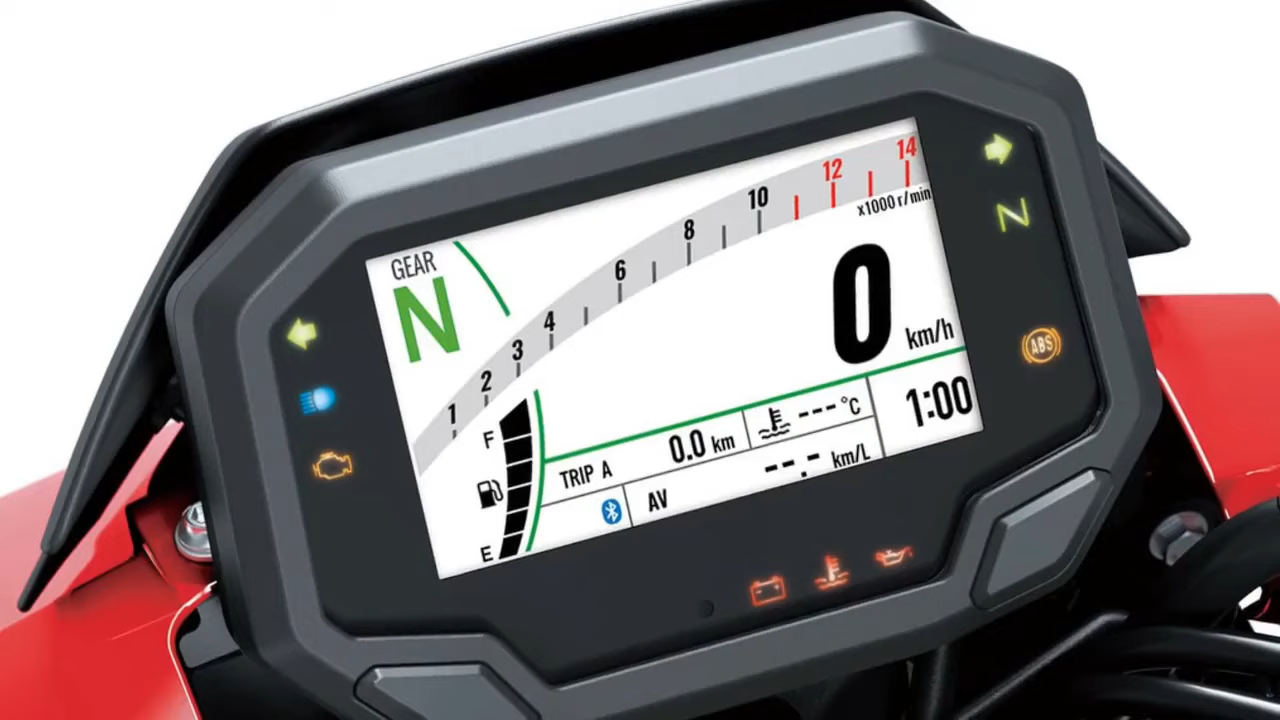 GEAR
N
1 2 3 4 6 8 10 12 14
x1000 r/min
N
0 km/h
ABS
F
E
TRIP A 0.0 km
---°C
1:00
AV --.- km/L